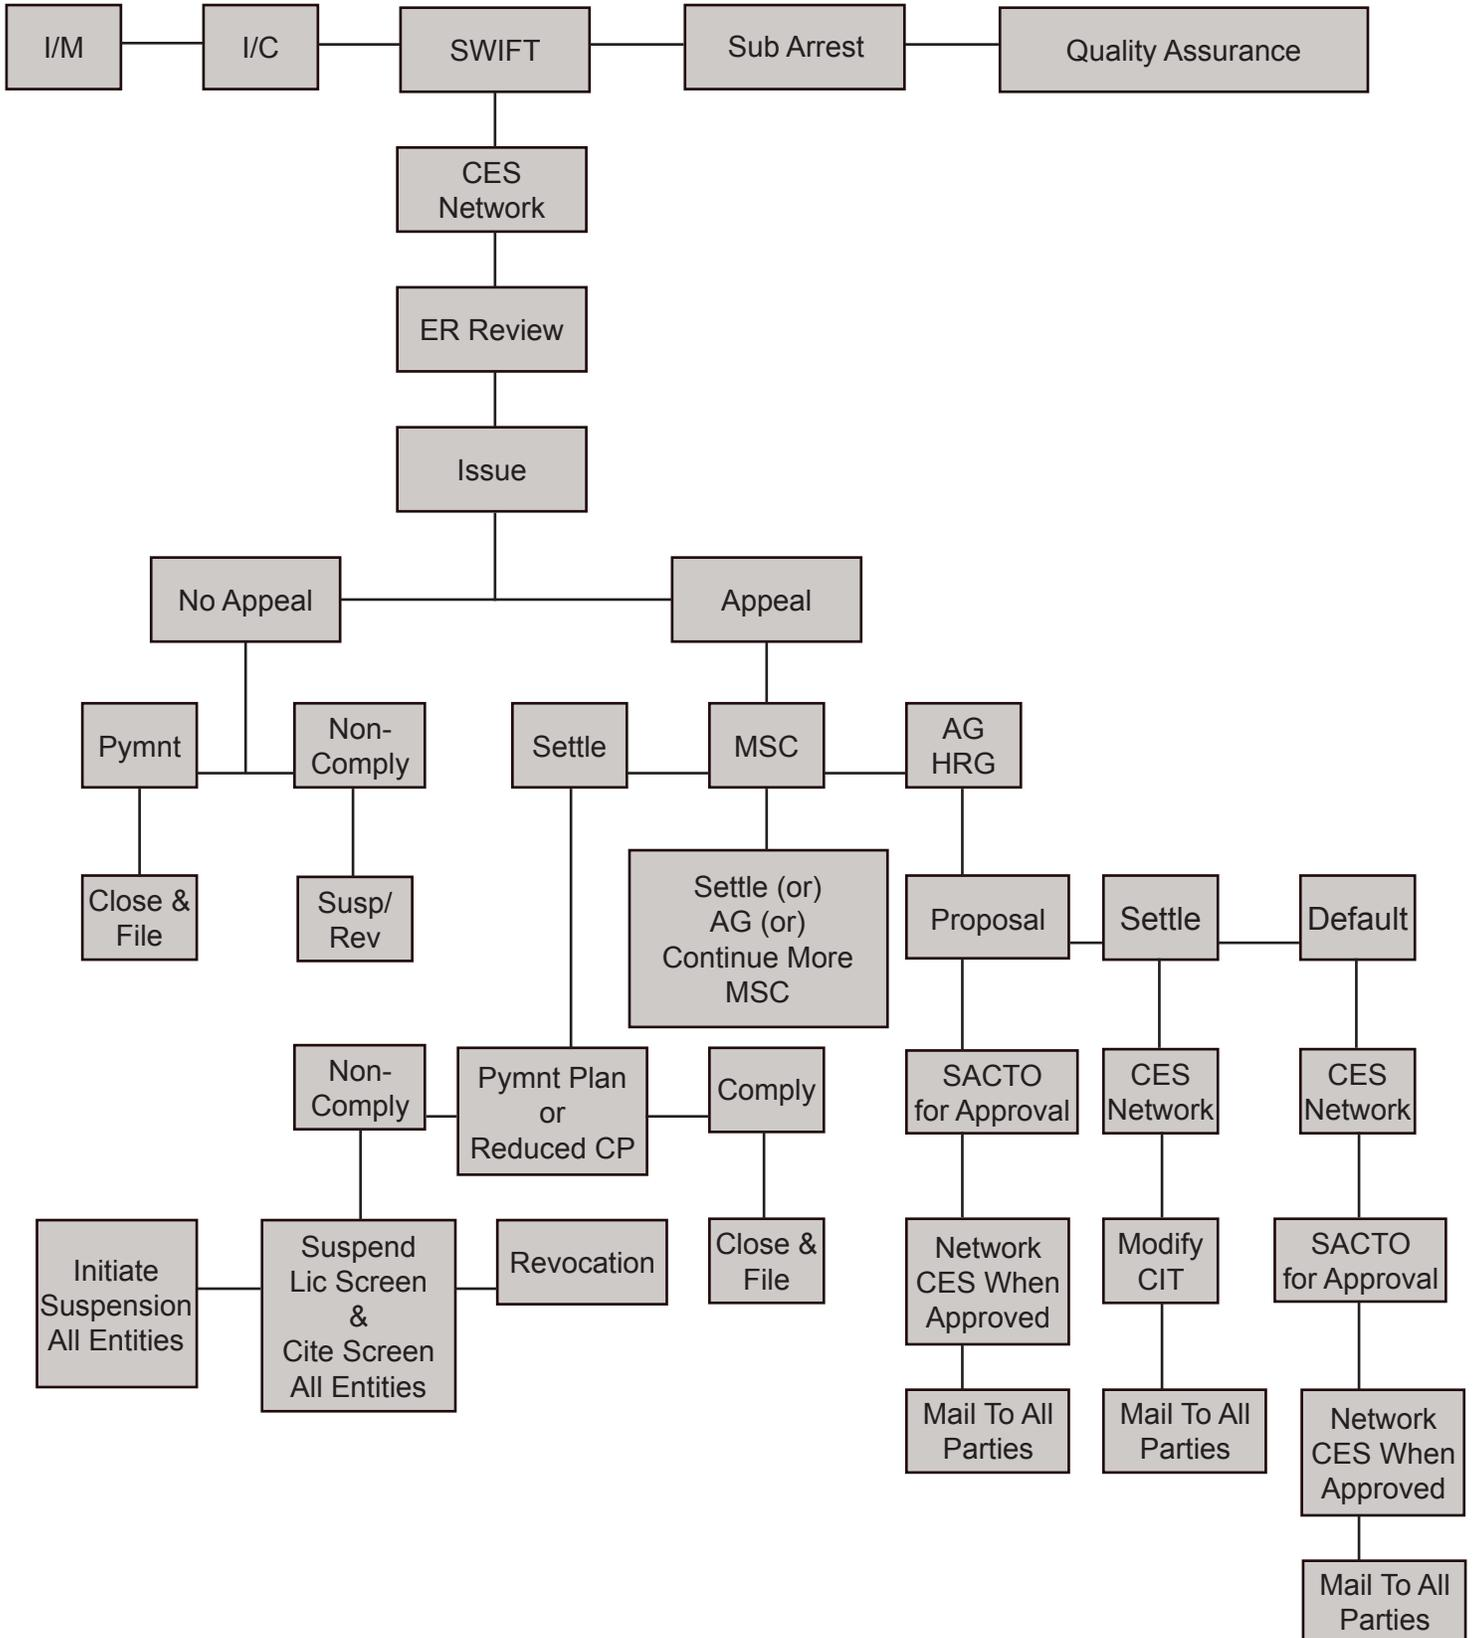 I/M
I/C
SWIFT
Sub Arrest
Quality Assurance
CES
Network
ER Review
Issue
No Appeal
Appeal
Pymnt
Non-
Comply
Settle
MSC
AG
HRG
Close &
File
Susp/
Rev
Settle (or)
AG (or)
Continue More
MSC
Proposal
Settle
Default
Non-
Comply
Pymnt Plan
or
Reduced CP
Comply
SACTO
for Approval
CES
Network
CES
Network
Initiate
Suspension
All Entities
Suspend
Lic Screen
&
Cite Screen
All Entities
Revocation
Close &
File
Network
CES When
Approved
Modify
CIT
SACTO
for Approval
Mail To All
Parties
Mail To All
Parties
Network
CES When
Approved
Mail To All
Parties